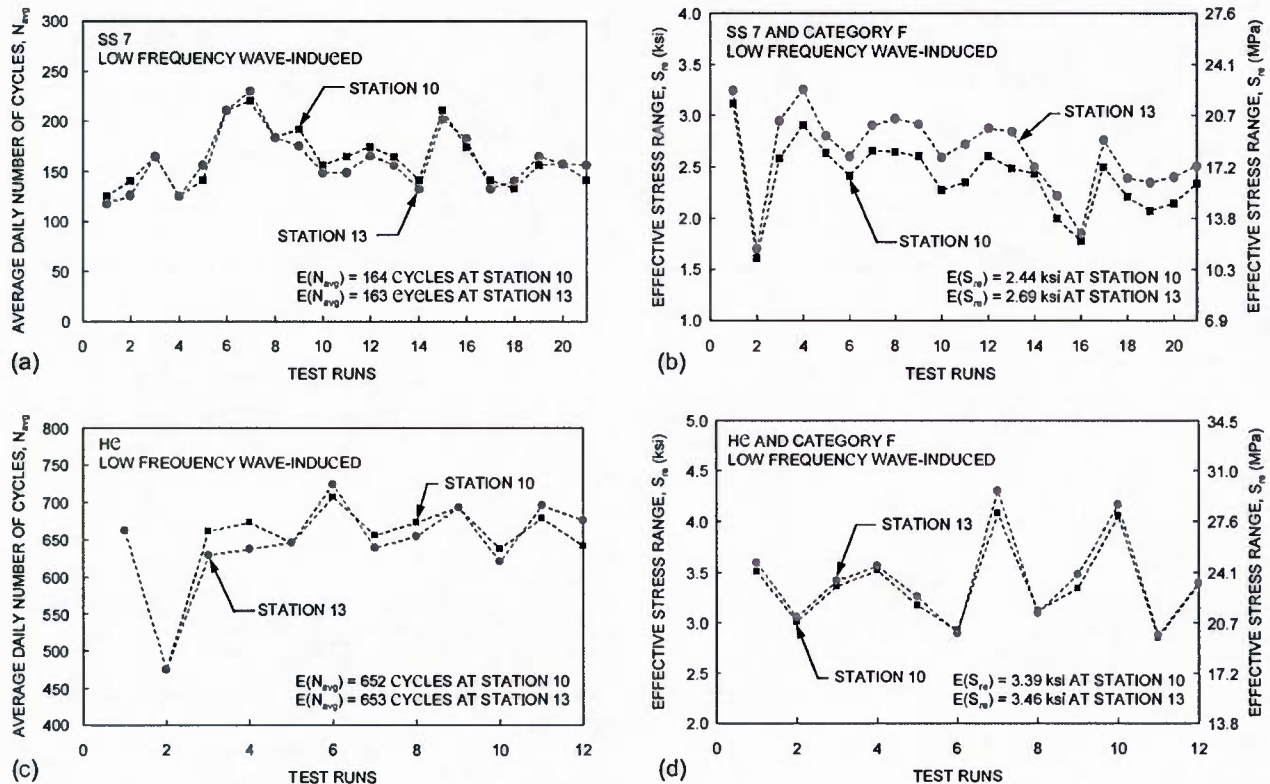 AVERAGE DAILY NUMBER OF CYCLES, Navg
300
250
200
150
100
50
0
SS 7
LOW FREQUENCY WAVE-INDUCED
STATION 10
STATION 13
E(Navg) = 164 CYCLES AT STATION 10
E(Navg) = 163 eYeLES AT STATION 13
0 2 4 6 8 10 12 14 16 18 20
TEST RUNS
(a)
EFFECTIVE STRESS RANGE, Sre (ksi)
4.0
3.5
3.0
2.5
2.0
1.5
1.0
SS 7 AND CATEGORY F
LOW FREQUENCY WAVE-INDUCED
STATION 13
STATION 10
E(Sre) = 2.44 ksi AT STATION 10
E(Sre) = 2.69 ksi AT STATION 13
27.6
24.1
20.7
17.2
13.8
10.3
6.9
EFFECTIVE STRESS RANGE, Sre (MPa)
0 2 4 6 8 10 12 14 16 18 20
TEST RUNS
(b)
AVERAGE DAILY NUMBER OF CYCLES, Navg
800
750
700
650
600
550
500
450
400
He
LOW FREOUENCY WAVE-INDUCED
STATION 10
STATION 13
E(Navg) = 652 CYCLES AT STATION 10
E(Navg) = 653 CYCLES AT STATION 13
0 2 4 6 8 10 12
TEST RUNS
(c)
EFFECTIVE STRESS RANGE, Sre (ksi)
5.0
4.5
4.0
3.5
3.0
2.5
2.0
He AND CATEGORY F
LOW FREQUENCY WAVE-INDUCED
STATION 13
STATION 10
E(Sre) = 3.39 ksi AT STATION 10
E(Sre) = 3.46 ksi AT STATION 13
34.5
31.0
27.6
24.1
20.7
17.2
13.8
EFFECTIVE STRESS RANGE, Sre (MPa)
0 2 4 6 8 10 12
TEST RUNS
(d)